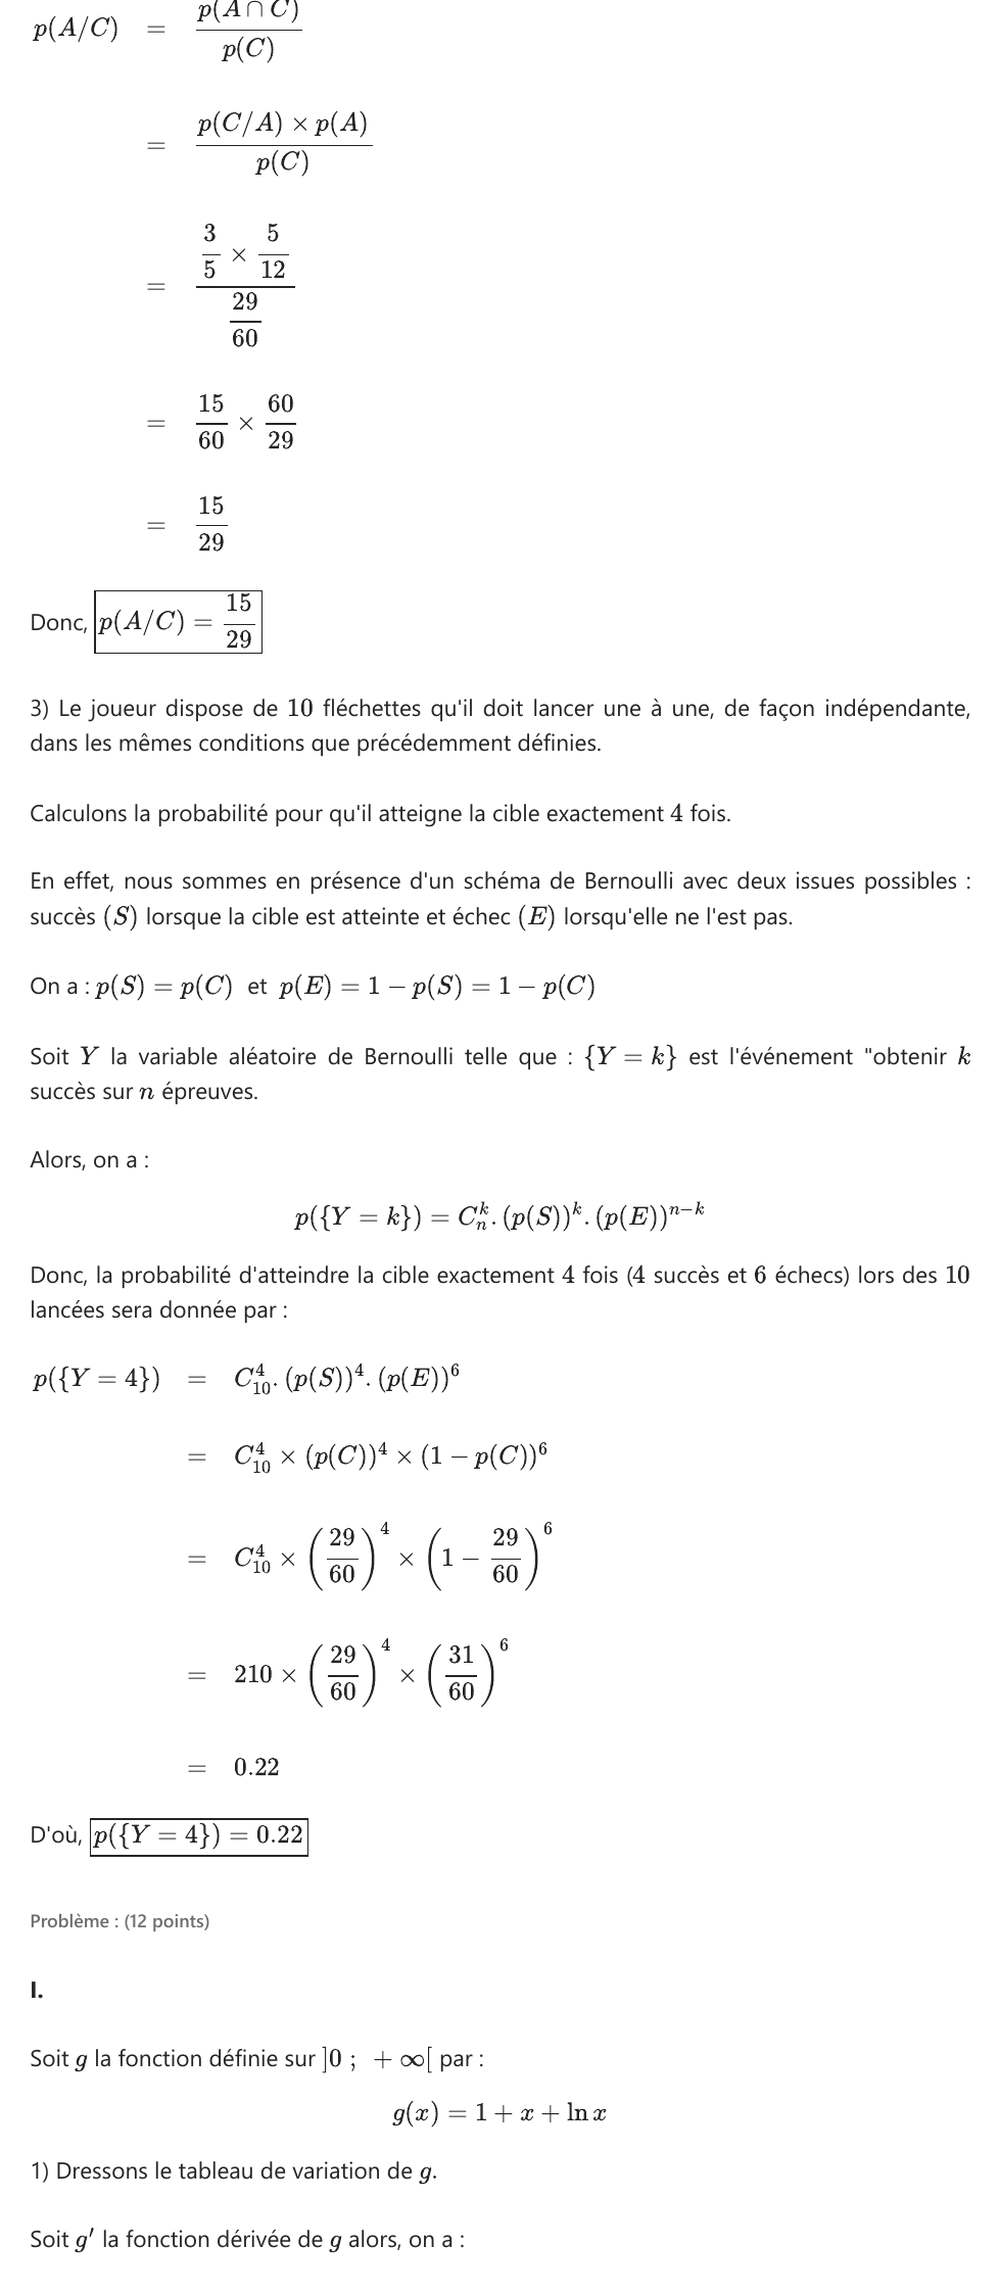 p(A/C) = p(A ∩ C) / p(C)
= p(C/A) × p(A) / p(C)
= (3/5 × 5/12) / (29/60)
= 15/60 × 60/29
= 15/29
Donc, p(A/C) = 15/29
3) Le joueur dispose de 10 fléchettes qu'il doit lancer une à une, de façon indépendante,
dans les mêmes conditions que précédemment définies.
Calculons la probabilité pour qu'il atteigne la cible exactement 4 fois.
En effet, nous sommes en présence d'un schéma de Bernoulli avec deux issues possibles :
succès (S) lorsque la cible est atteinte et échec (E) lorsqu'elle ne l'est pas.
On a : p(S) = p(C) et p(E) = 1 − p(S) = 1 − p(C)
Soit Y la variable aléatoire de Bernoulli telle que : {Y = k} est l'événement "obtenir k
succès sur n épreuves.
Alors, on a :
p({Y = k}) = C_n^k. (p(S))^k. (p(E))^{n−k}
Donc, la probabilité d'atteindre la cible exactement 4 fois (4 succès et 6 échecs) lors des 10
lancées sera donnée par :
p({Y = 4}) = C_{10}^4. (p(S))^4. (p(E))^6
= C_{10}^4 × (p(C))^4 × (1 − p(C))^6
= C_{10}^4 × (29/60)^4 × (1 − 29/60)^6
= 210 × (29/60)^4 × (31/60)^6
= 0.22
D'où, p({Y = 4}) = 0.22
Problème : (12 points)
I.
Soit g la fonction définie sur ]0 ; +∞[ par :
g(x) = 1 + x + ln x
1) Dressons le tableau de variation de g.
Soit g′ la fonction dérivée de g alors, on a :